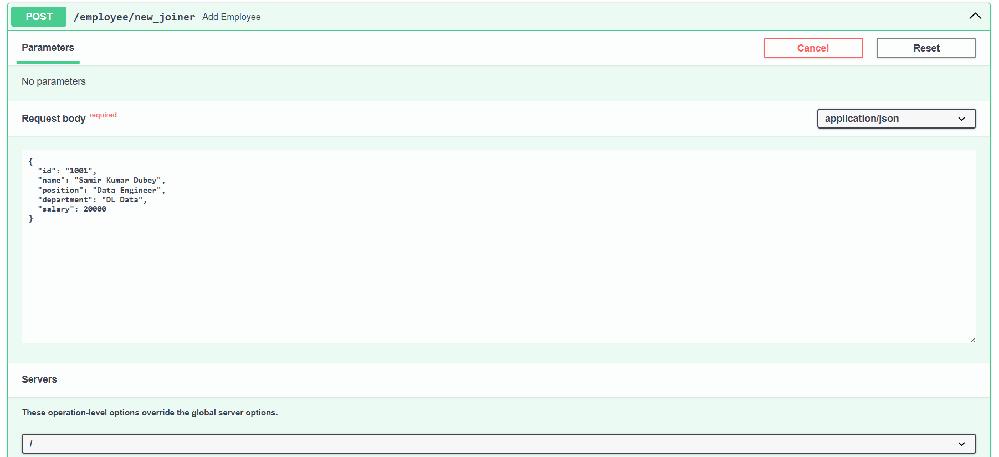 POST /employee/new_joiner Add Employee
Parameters
Cancel
Reset
No parameters
Request body required
application/json
{
  "id": "1001",
  "name": "Samir Kumar Dubey",
  "position": "Data Engineer",
  "department": "DL Data",
  "salary": 20000
}
Servers
These operation-level options override the global server options.
/